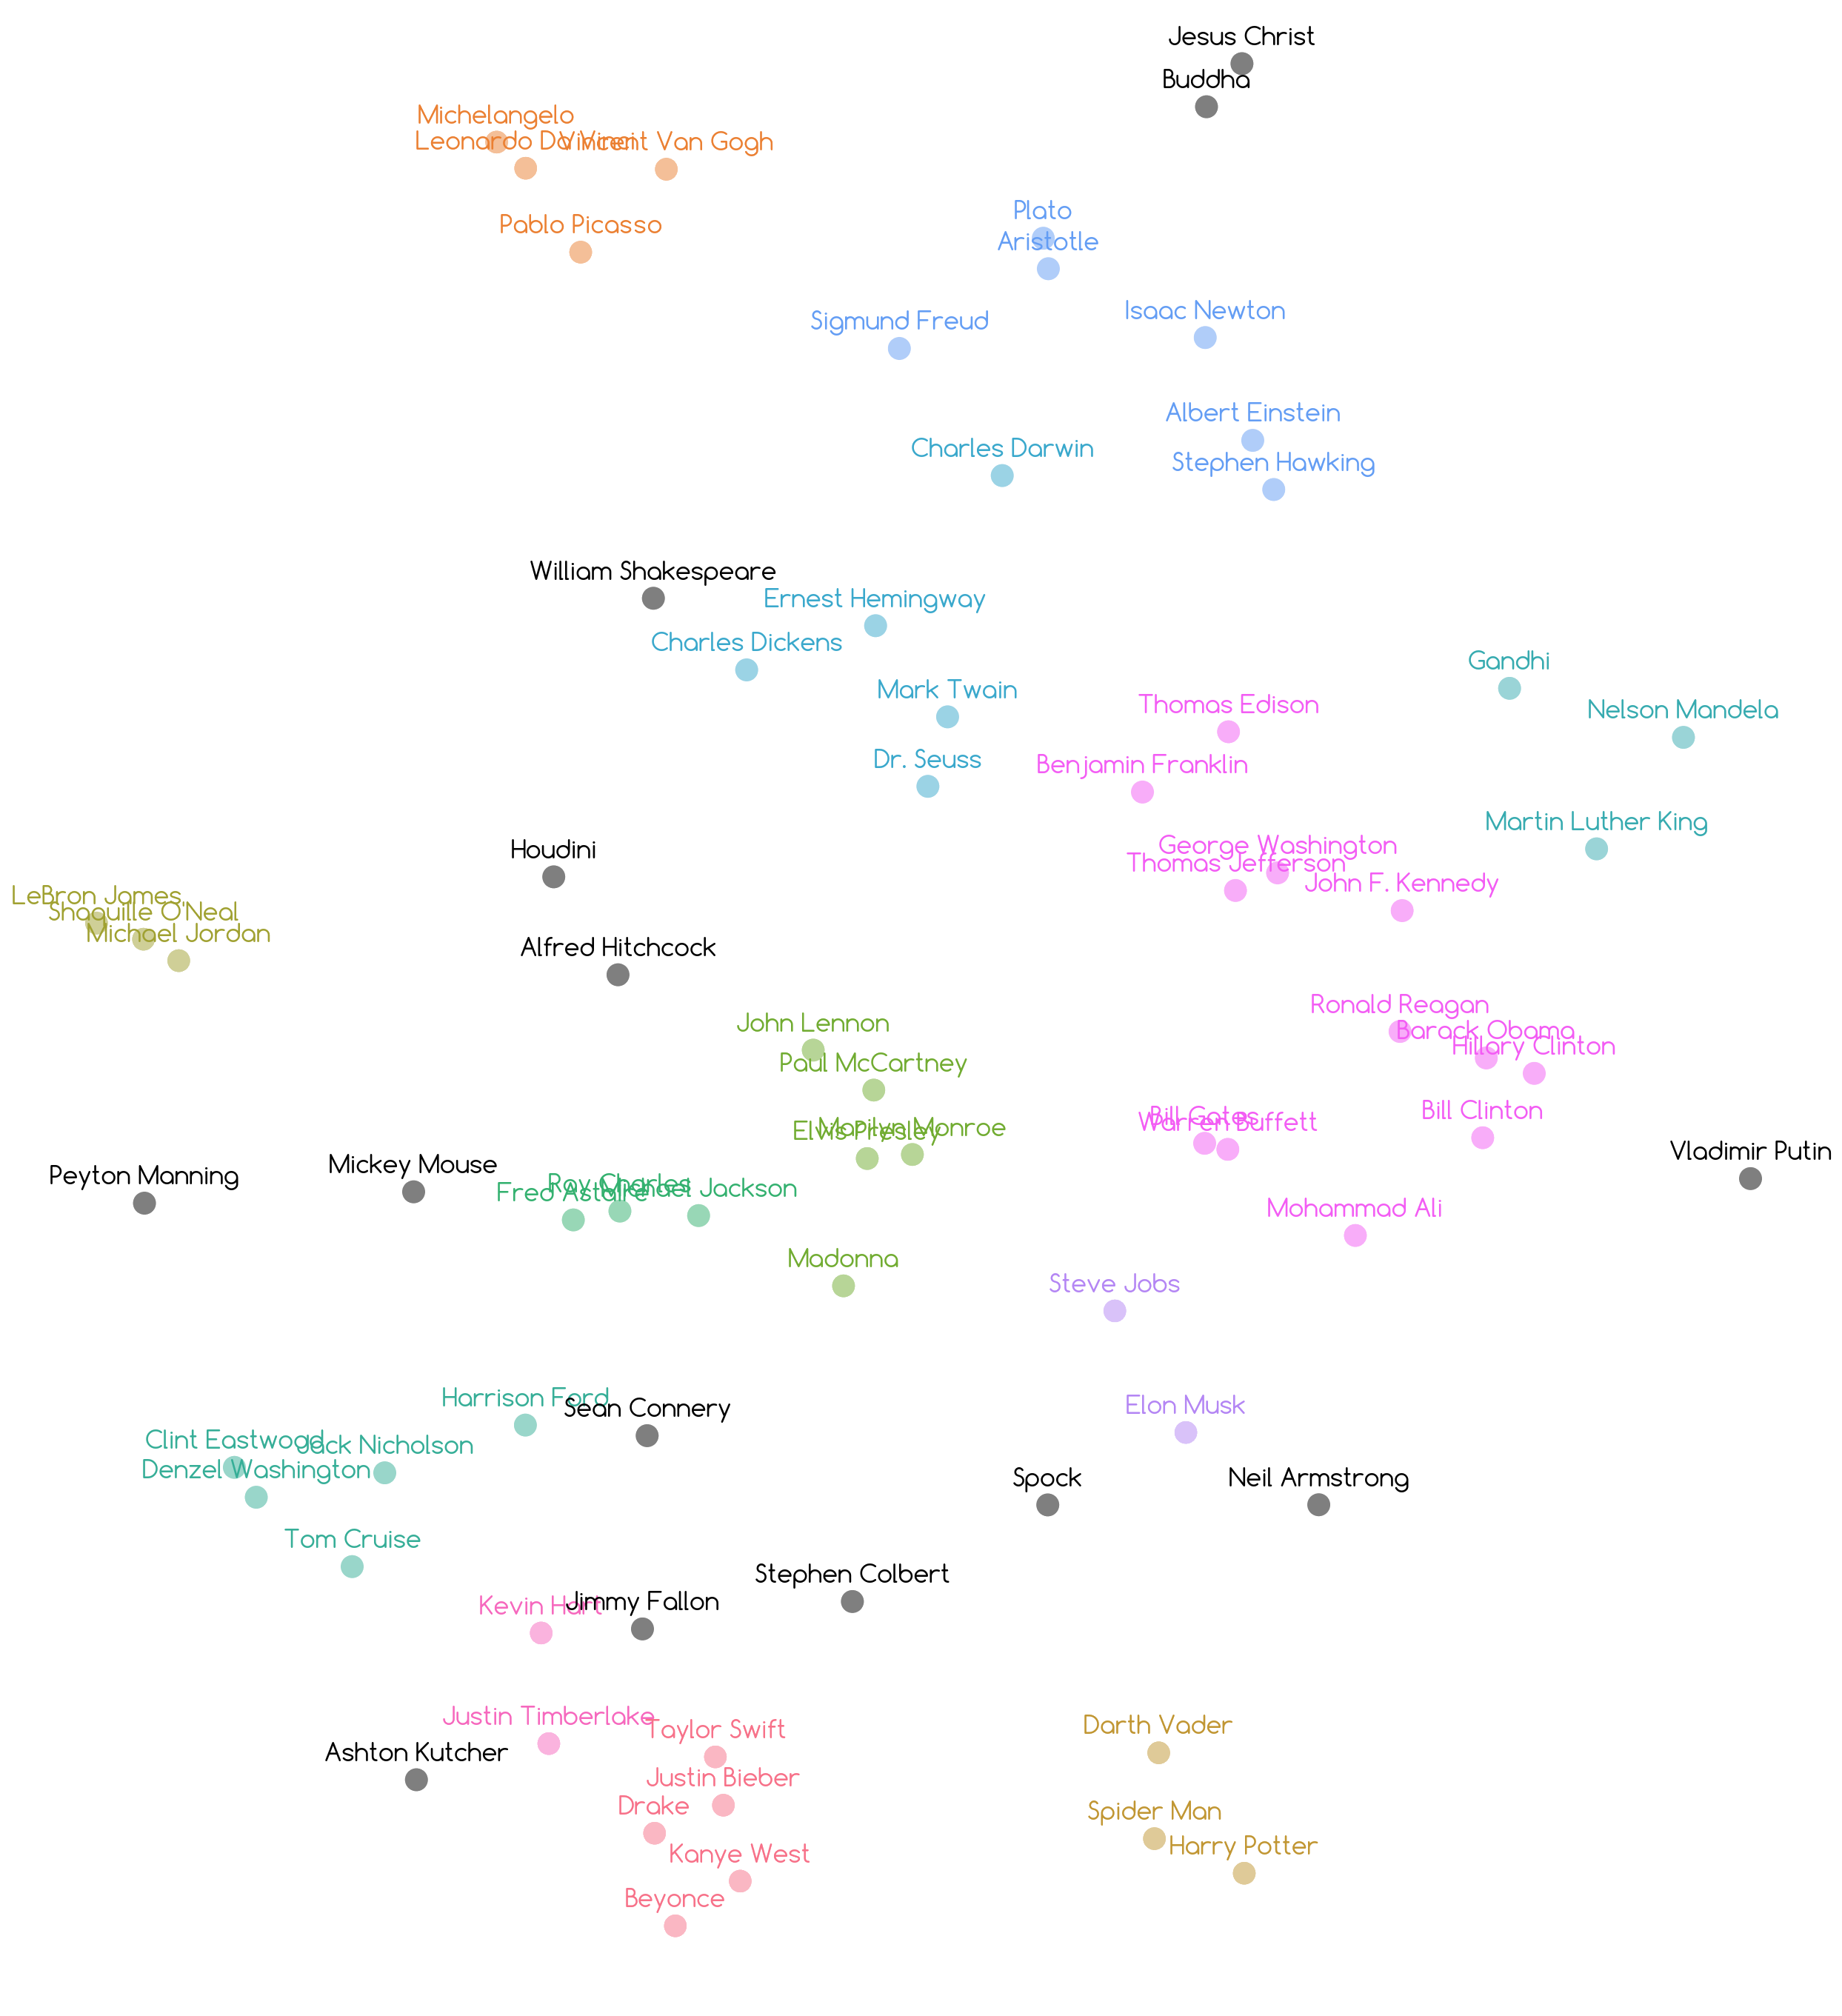 Jesus Christ
Buddha
Michelangelo
Leonardo Da Vinci
Vincent Van Gogh
Plato
Pablo Picasso
Aristotle
Isaac Newton
Sigmund Freud
Albert Einstein
Charles Darwin
Stephen Hawking
William Shakespeare
Ernest Hemingway
Charles Dickens
Gandhi
Mark Twain
Thomas Edison
Nelson Mandela
Dr. Seuss
Benjamin Franklin
Martin Luther King
George Washington
Houdini
Thomas Jefferson
John F. Kennedy
LeBron James
Shaquille O'Neal
Michael Jordan
Alfred Hitchcock
Ronald Reagan
John Lennon
Barack Obama
Hillary Clinton
Paul McCartney
Bill Clinton
Bill Gates
Warren Buffett
Marilyn Monroe
Elvis Presley
Vladimir Putin
Mickey Mouse
Peyton Manning
Ray Charles
Michael Jackson
Fred Astaire
Mohammad Ali
Madonna
Steve Jobs
Harrison Ford
Elon Musk
Sean Connery
Clint Eastwood
Jack Nicholson
Denzel Washington
Spock
Neil Armstrong
Tom Cruise
Stephen Colbert
Jimmy Fallon
Kevin Hart
Justin Timberlake
Darth Vader
Taylor Swift
Ashton Kutcher
Justin Bieber
Drake
Spider Man
Harry Potter
Kanye West
Beyonce